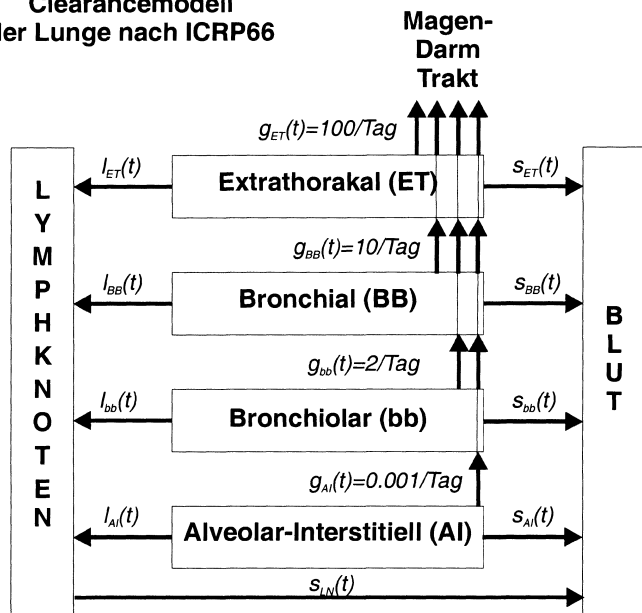 Clearancemodell
der Lunge nach ICRP66
Magen-
Darm
Trakt
g_ET(t)=100/Tag
l_ET(t)
Extrathorakal (ET)
s_ET(t)
g_BB(t)=10/Tag
l_BB(t)
Bronchial (BB)
s_BB(t)
g_bb(t)=2/Tag
l_bb(t)
Bronchiolar (bb)
s_bb(t)
g_AI(t)=0.001/Tag
l_AI(t)
Alveolar-Interstitiell (AI)
s_AI(t)
s_LN(t)
LYMPHKNOTEN
BLUT